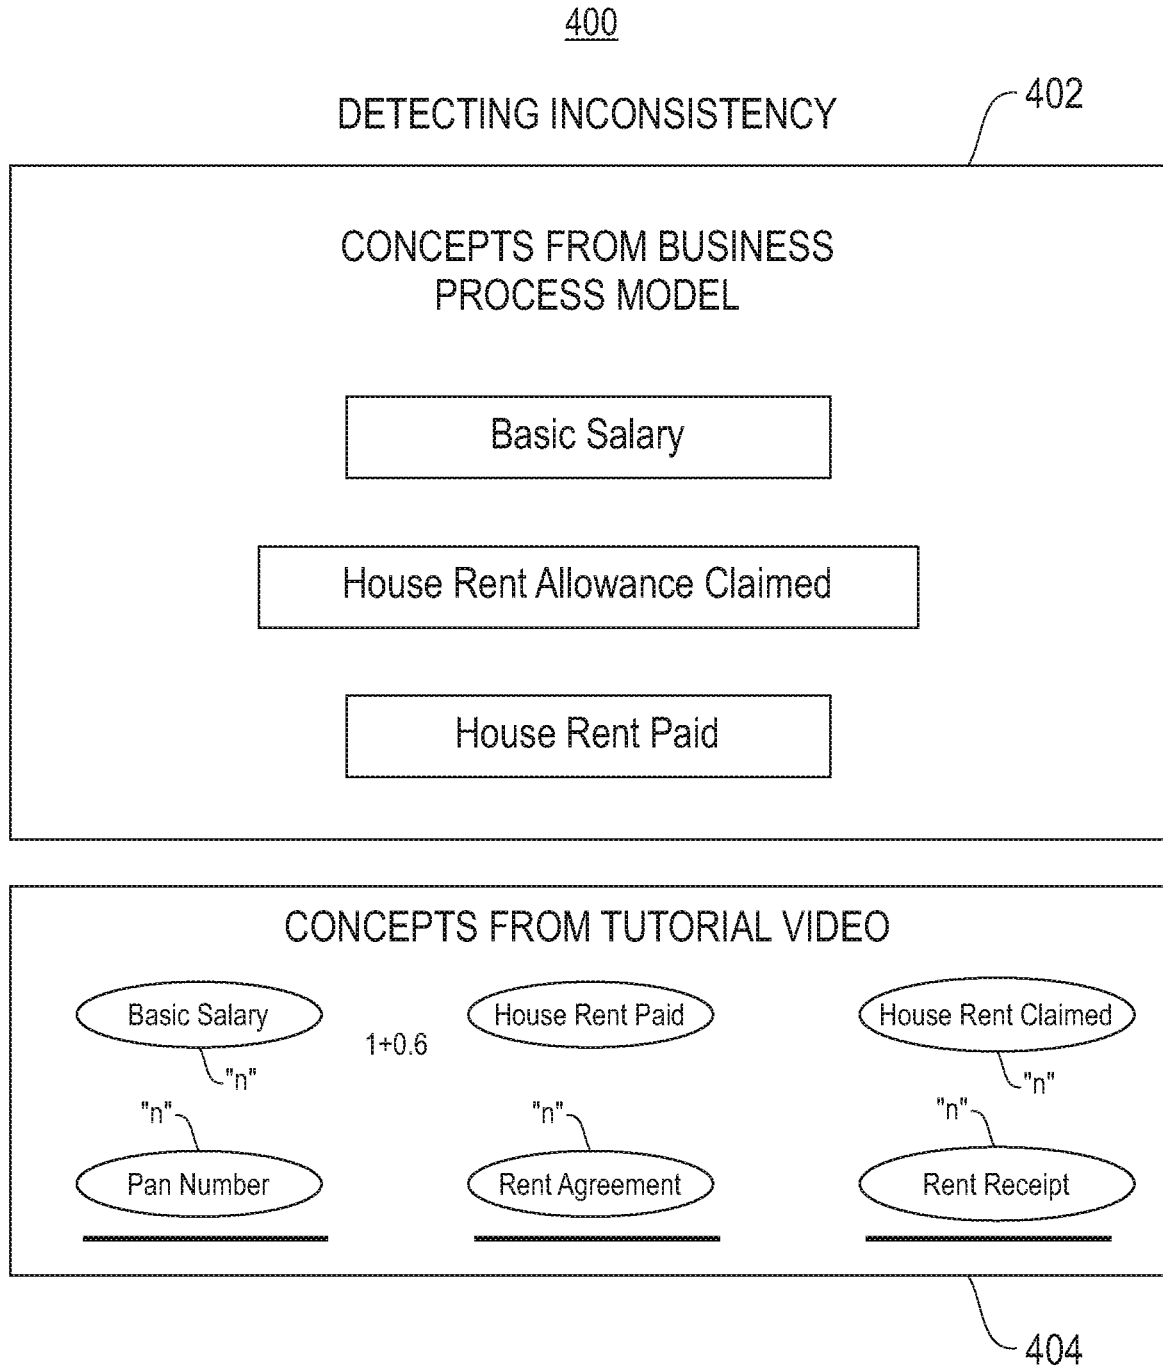 400
DETECTING INCONSISTENCY
402
CONCEPTS FROM BUSINESS
PROCESS MODEL
Basic Salary
House Rent Allowance Claimed
House Rent Paid
CONCEPTS FROM TUTORIAL VIDEO
Basic Salary
House Rent Paid
House Rent Claimed
1+0.6
"n"
"n"
"n"
"n"
"n"
Pan Number
Rent Agreement
Rent Receipt
404